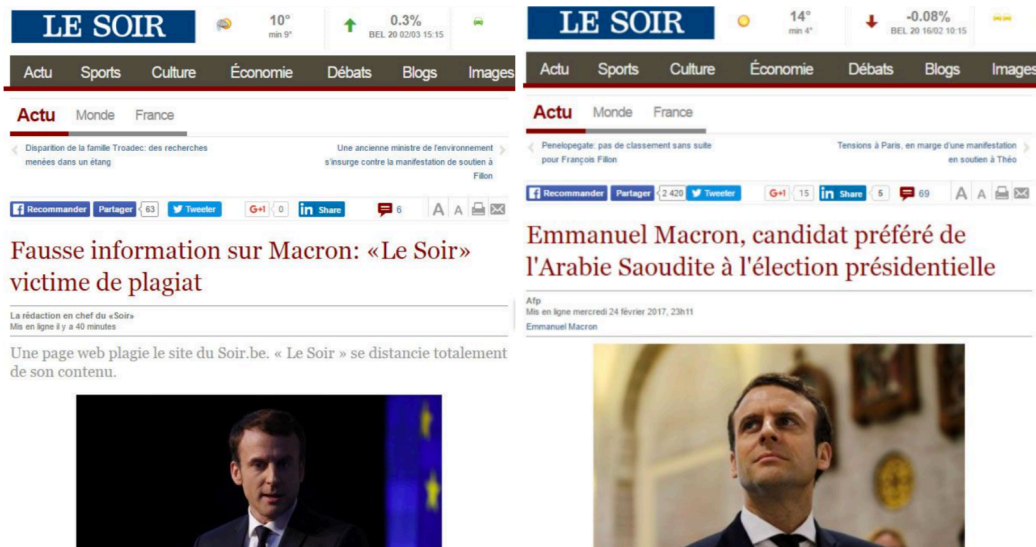 LE SOIR
10°
min 9°
0.3%
BEL 20 02/03 15:15
Actu Sports Culture Économie Débats Blogs Images
Actu Monde France
Disparition de la famille Troadec: des recherches
menées dans un étang
Une ancienne ministre de l'environnement
s'insurge contre la manifestation de soutien à
Fillon
Recommander Partager 63 Tweeter G+1 0 in Share 6 A A
Fausse information sur Macron: «Le Soir»
victime de plagiat
La rédaction en chef du «Soir»
Mis en ligne il y a 40 minutes
Une page web plagie le site du Soir.be. « Le Soir » se distancie totalement
de son contenu.
LE SOIR
14°
min 4°
-0.08%
BEL 20 16/02 10:15
Actu Sports Culture Économie Débats Blogs Images
Actu Monde France
Penelopegate: pas de classement sans suite
pour François Fillon
Tensions à Paris, en marge d'une manifestation
en soutien à Théo
Recommander Partager 2 420 Tweeter G+1 15 in Share 5 69 A A
Emmanuel Macron, candidat préféré de
l'Arabie Saoudite à l'élection présidentielle
Afp
Mis en ligne mercredi 24 février 2017, 23h11
Emmanuel Macron